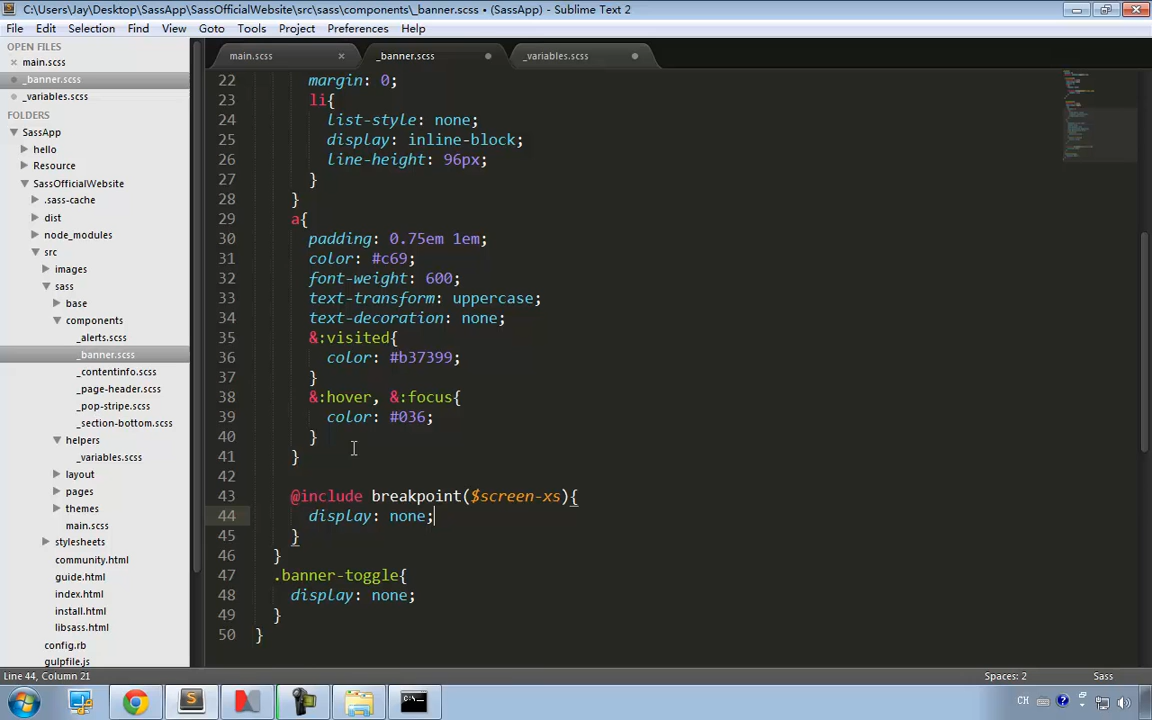 C:\Users\Jay\Desktop\SassApp\SassOfficialWebsite\src\sass\components\_banner.scss • (SassApp) - Sublime Text 2
File Edit Selection Find View Goto Tools Project Preferences Help
OPEN FILES
main.scss
_banner.scss
_variables.scss
FOLDERS
SassApp
hello
Resource
SassOfficialWebsite
.sass-cache
dist
node_modules
src
images
sass
base
components
_alerts.scss
_banner.scss
_contentinfo.scss
_page-header.scss
_pop-stripe.scss
_section-bottom.scss
helpers
_variables.scss
layout
pages
themes
main.scss
stylesheets
community.html
guide.html
index.html
install.html
libsass.html
config.rb
gulpfile.js
main.scss _banner.scss _variables.scss
22 margin: 0;
23 li{
24 list-style: none;
25 display: inline-block;
26 line-height: 96px;
27 }
28 }
29 a{
30 padding: 0.75em 1em;
31 color: #c69;
32 font-weight: 600;
33 text-transform: uppercase;
34 text-decoration: none;
35 &:visited{
36 color: #b37399;
37 }
38 &:hover, &:focus{
39 color: #036;
40 }
41 }
42
43 @include breakpoint($screen-xs){
44 display: none;
45 }
46 }
47 .banner-toggle{
48 display: none;
49 }
50 }
Line 44, Column 21 Spaces: 2 Sass
CH